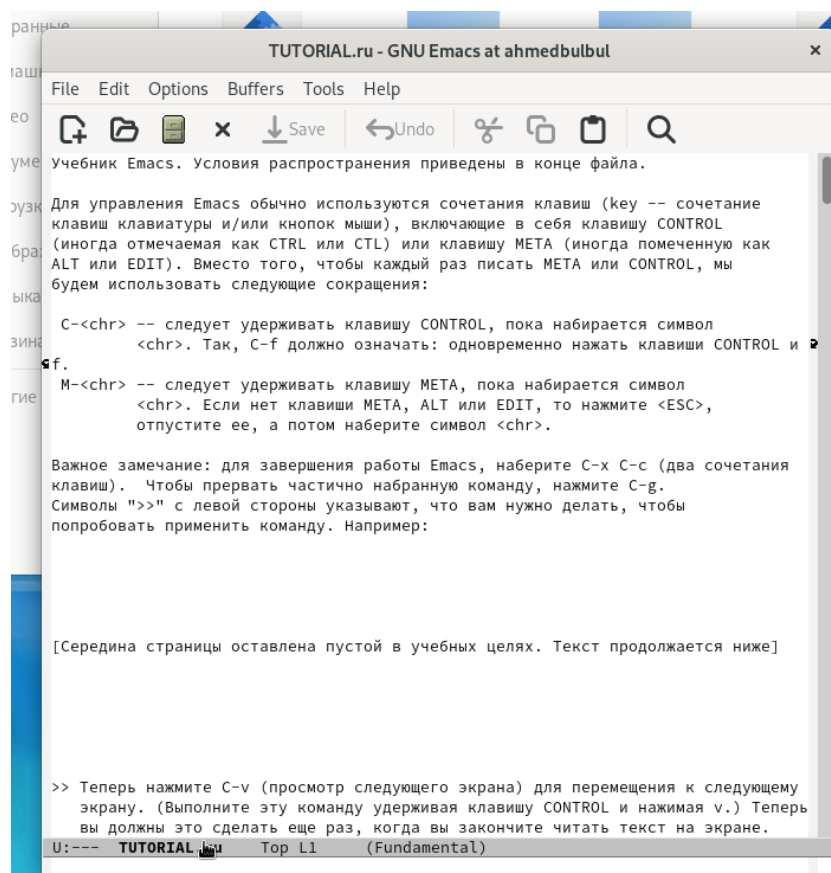 TUTORIAL.ru - GNU Emacs at ahmedbulbul
File Edit Options Buffers Tools Help
Save Undo
Учебник Emacs. Условия распространения приведены в конце файла.
Для управления Emacs обычно используются сочетания клавиш (key -- сочетание
клавиш клавиатуры и/или кнопок мыши), включающие в себя клавишу CONTROL
(иногда отмечаемая как CTRL или CTL) или клавишу META (иногда помеченную как
ALT или EDIT). Вместо того, чтобы каждый раз писать META или CONTROL, мы
будем использовать следующие сокращения:
C-<chr> -- следует удерживать клавишу CONTROL, пока набирается символ
<chr>. Так, C-f должно означать: одновременно нажать клавиши CONTROL и
f.
M-<chr> -- следует удерживать клавишу META, пока набирается символ
<chr>. Если нет клавиши META, ALT или EDIT, то нажмите <ESC>,
отпустите ее, а потом наберите символ <chr>.
Важное замечание: для завершения работы Emacs, наберите C-x C-c (два сочетания
клавиш).  Чтобы прервать частично набранную команду, нажмите C-g.
Символы ">>" с левой стороны указывают, что вам нужно делать, чтобы
попробовать применить команду. Например:
[Середина страницы оставлена пустой в учебных целях. Текст продолжается ниже]
>> Теперь нажмите C-v (просмотр следующего экрана) для перемещения к следующему
экрану. (Выполните эту команду удерживая клавишу CONTROL и нажимая v.) Теперь
вы должны это сделать еще раз, когда вы закончите читать текст на экране.
U:--- TUTORIAL.ru Top L1 (Fundamental)